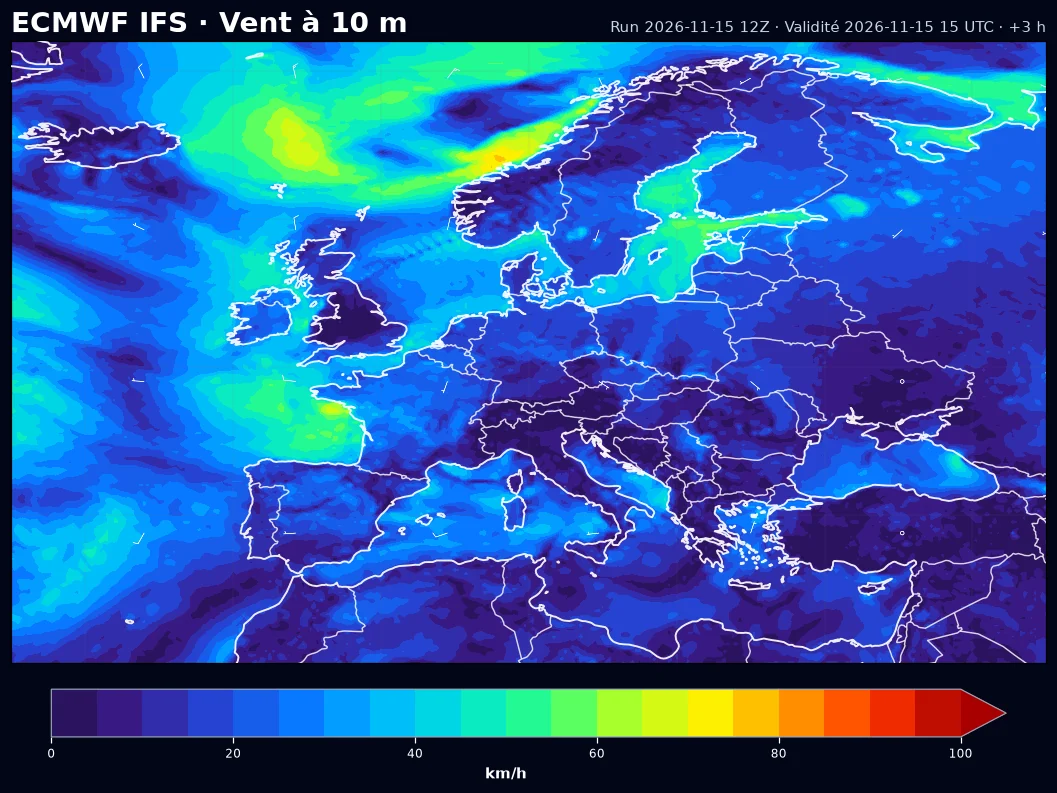 ECMWF IFS · Vent à 10 m
Run 2026-11-15 12Z · Validité 2026-11-15 15 UTC · +3 h
0 20 40 60 80 100
km/h